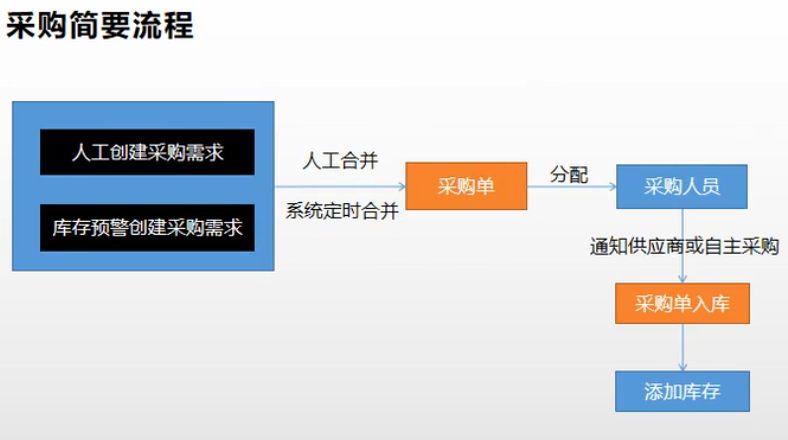 采购简要流程
人工创建采购需求
库存预警创建采购需求
人工合并
系统定时合并
采购单
分配
采购人员
通知供应商或自主采购
采购单入库
添加库存